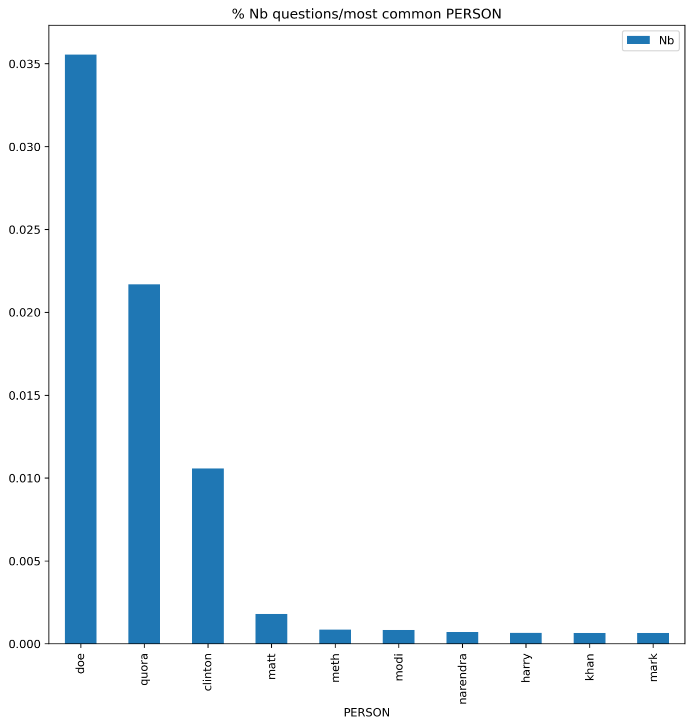 % Nb questions/most common PERSON
Nb
0.035
0.030
0.025
0.020
0.015
0.010
0.005
0.000
doe
quora
clinton
matt
meth
modi
narendra
harry
khan
mark
PERSON